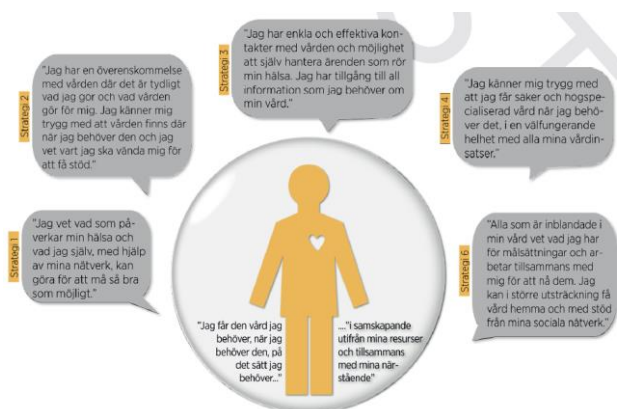 Strategi 1
"Jag vet vad som på-
verkar min hälsa och
vad jag själv, med hjälp
av mina nätverk, kan
göra för att må så bra
som möjligt."
Strategi 2
"Jag har en överenskommelse
med vården där det är tydligt
vad jag gör och vad vården
gör för mig. Jag känner mig
trygg med att vården finns där
när jag behöver den och jag
vet vart jag ska vända mig för
att få stöd."
Strategi 3
"Jag har enkla och effektiva kon-
takter med vården och möjlighet
att själv hantera ärenden som rör
min hälsa. Jag har tillgång till all
information som jag behöver om
min vård."
Strategi 4
"Jag känner mig trygg med
att jag får säker och högspe-
cialiserad vård när jag behö-
ver det, i en välfungerande
helhet med alla mina vårdin-
satser."
Strategi 6
"Alla som är inblandade i
min vård vet vad jag har
för målsättningar och ar-
betar tillsammans med
mig för att nå dem. Jag
kan i större utsträckning få
vård hemma och med stöd
från mina sociala nätverk."
"Jag får den vård jag
behöver, när jag
behöver den, på
det sätt jag
behöver..."
...."i samskapande
utifrån mina resurser
och tillsammans
med mina när-
stående"